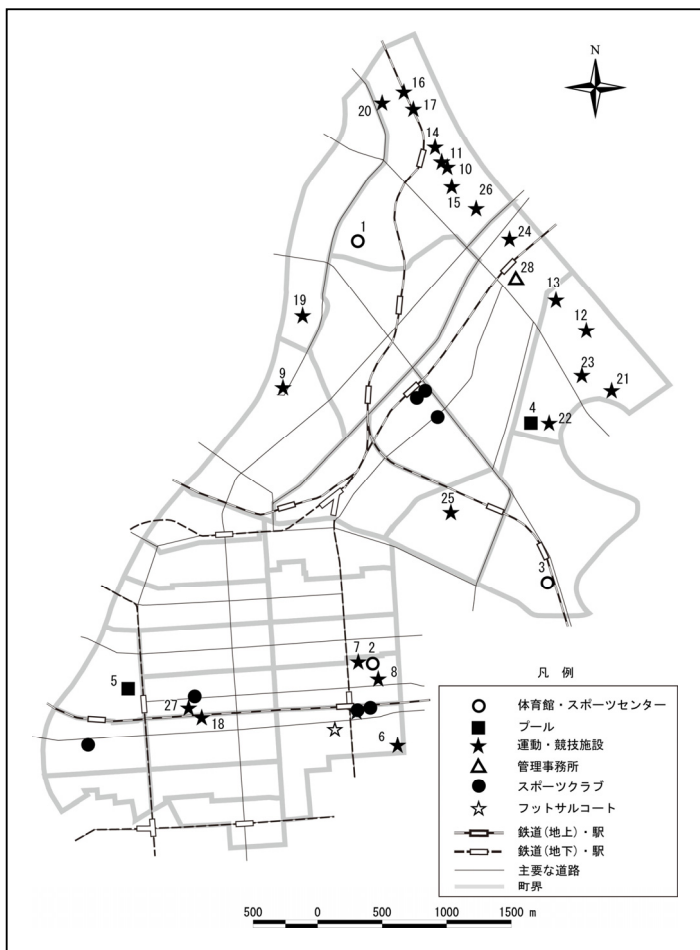 N
16
20
17
14
11
10
15
26
1
24
28
13
19
12
23
21
9
4
22
25
3
7
2
8
5
27
18
6
凡 例
体育館・スポーツセンター
プール
運動・競技施設
管理事務所
スポーツクラブ
フットサルコート
鉄道(地上)・駅
鉄道(地下)・駅
主要な道路
町界
500 0 500 1000 1500 m